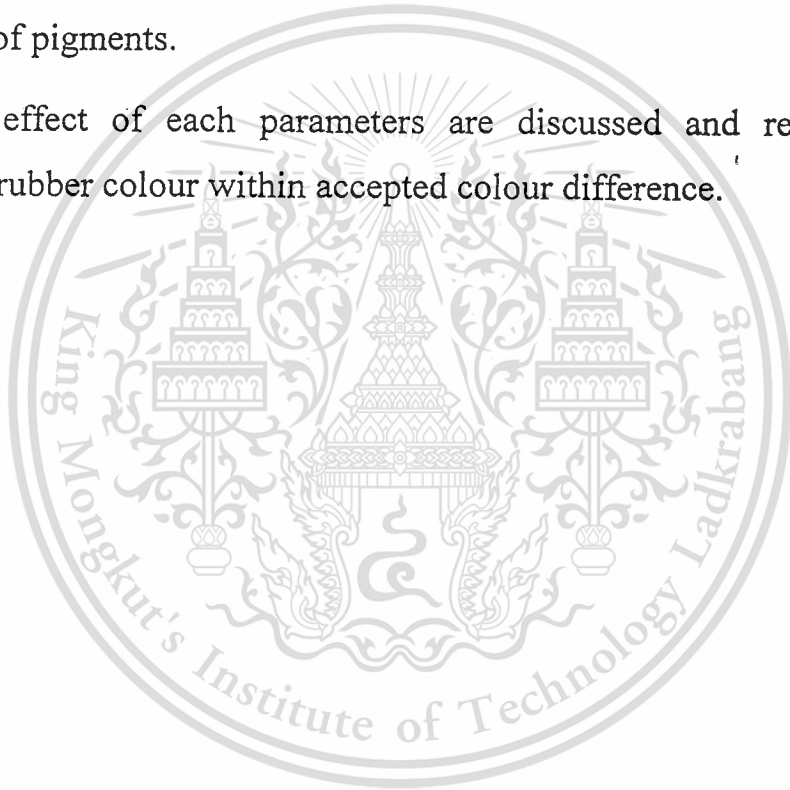 of pigments.
effect of each parameters are discussed and re
rubber colour within accepted colour difference.
King Mongkut's Institute of Technology Ladkrabang